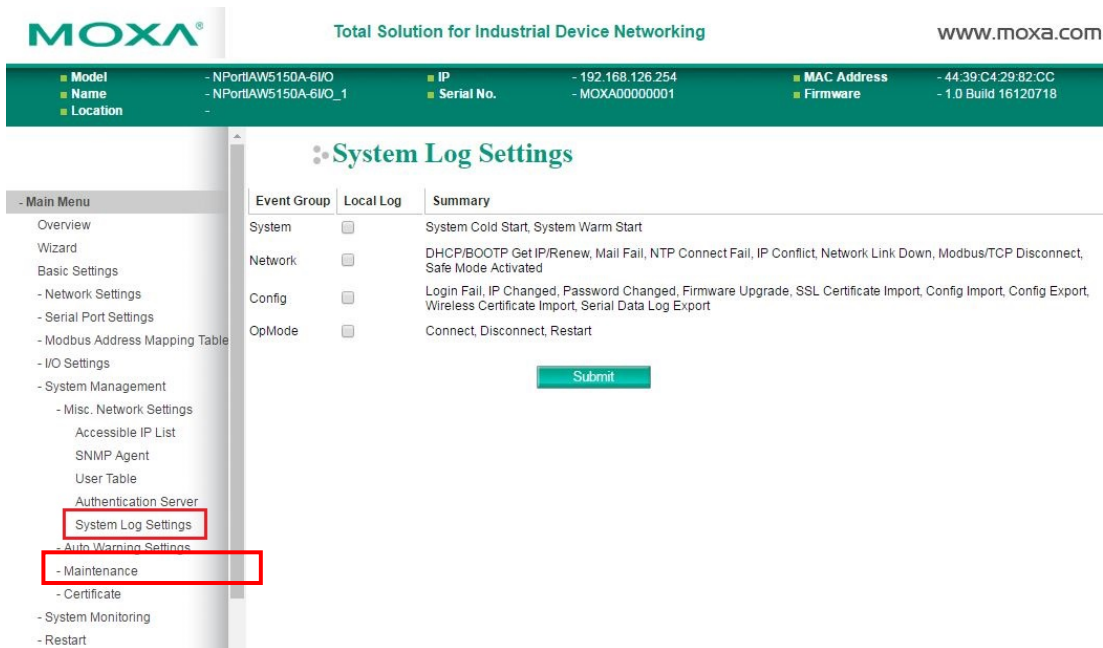 MOXA®
Total Solution for Industrial Device Networking
www.moxa.com
Model - NPortIAW5150A-6I/O IP - 192.168.126.254 MAC Address - 44:39:C4:29:82:CC
Name - NPortIAW5150A-6I/O_1 Serial No. - MOXA00000001 Firmware - 1.0 Build 16120718
Location -
- Main Menu
Overview
Wizard
Basic Settings
- Network Settings
- Serial Port Settings
- Modbus Address Mapping Table
- I/O Settings
- System Management
- Misc. Network Settings
Accessible IP List
SNMP Agent
User Table
Authentication Server
System Log Settings
- Auto Warning Settings
- Maintenance
- Certificate
- System Monitoring
- Restart
System Log Settings
Event Group Local Log Summary
System System Cold Start, System Warm Start
Network DHCP/BOOTP Get IP/Renew, Mail Fail, NTP Connect Fail, IP Conflict, Network Link Down, Modbus/TCP Disconnect,
Safe Mode Activated
Config Login Fail, IP Changed, Password Changed, Firmware Upgrade, SSL Certificate Import, Config Import, Config Export,
Wireless Certificate Import, Serial Data Log Export
OpMode Connect, Disconnect, Restart
Submit